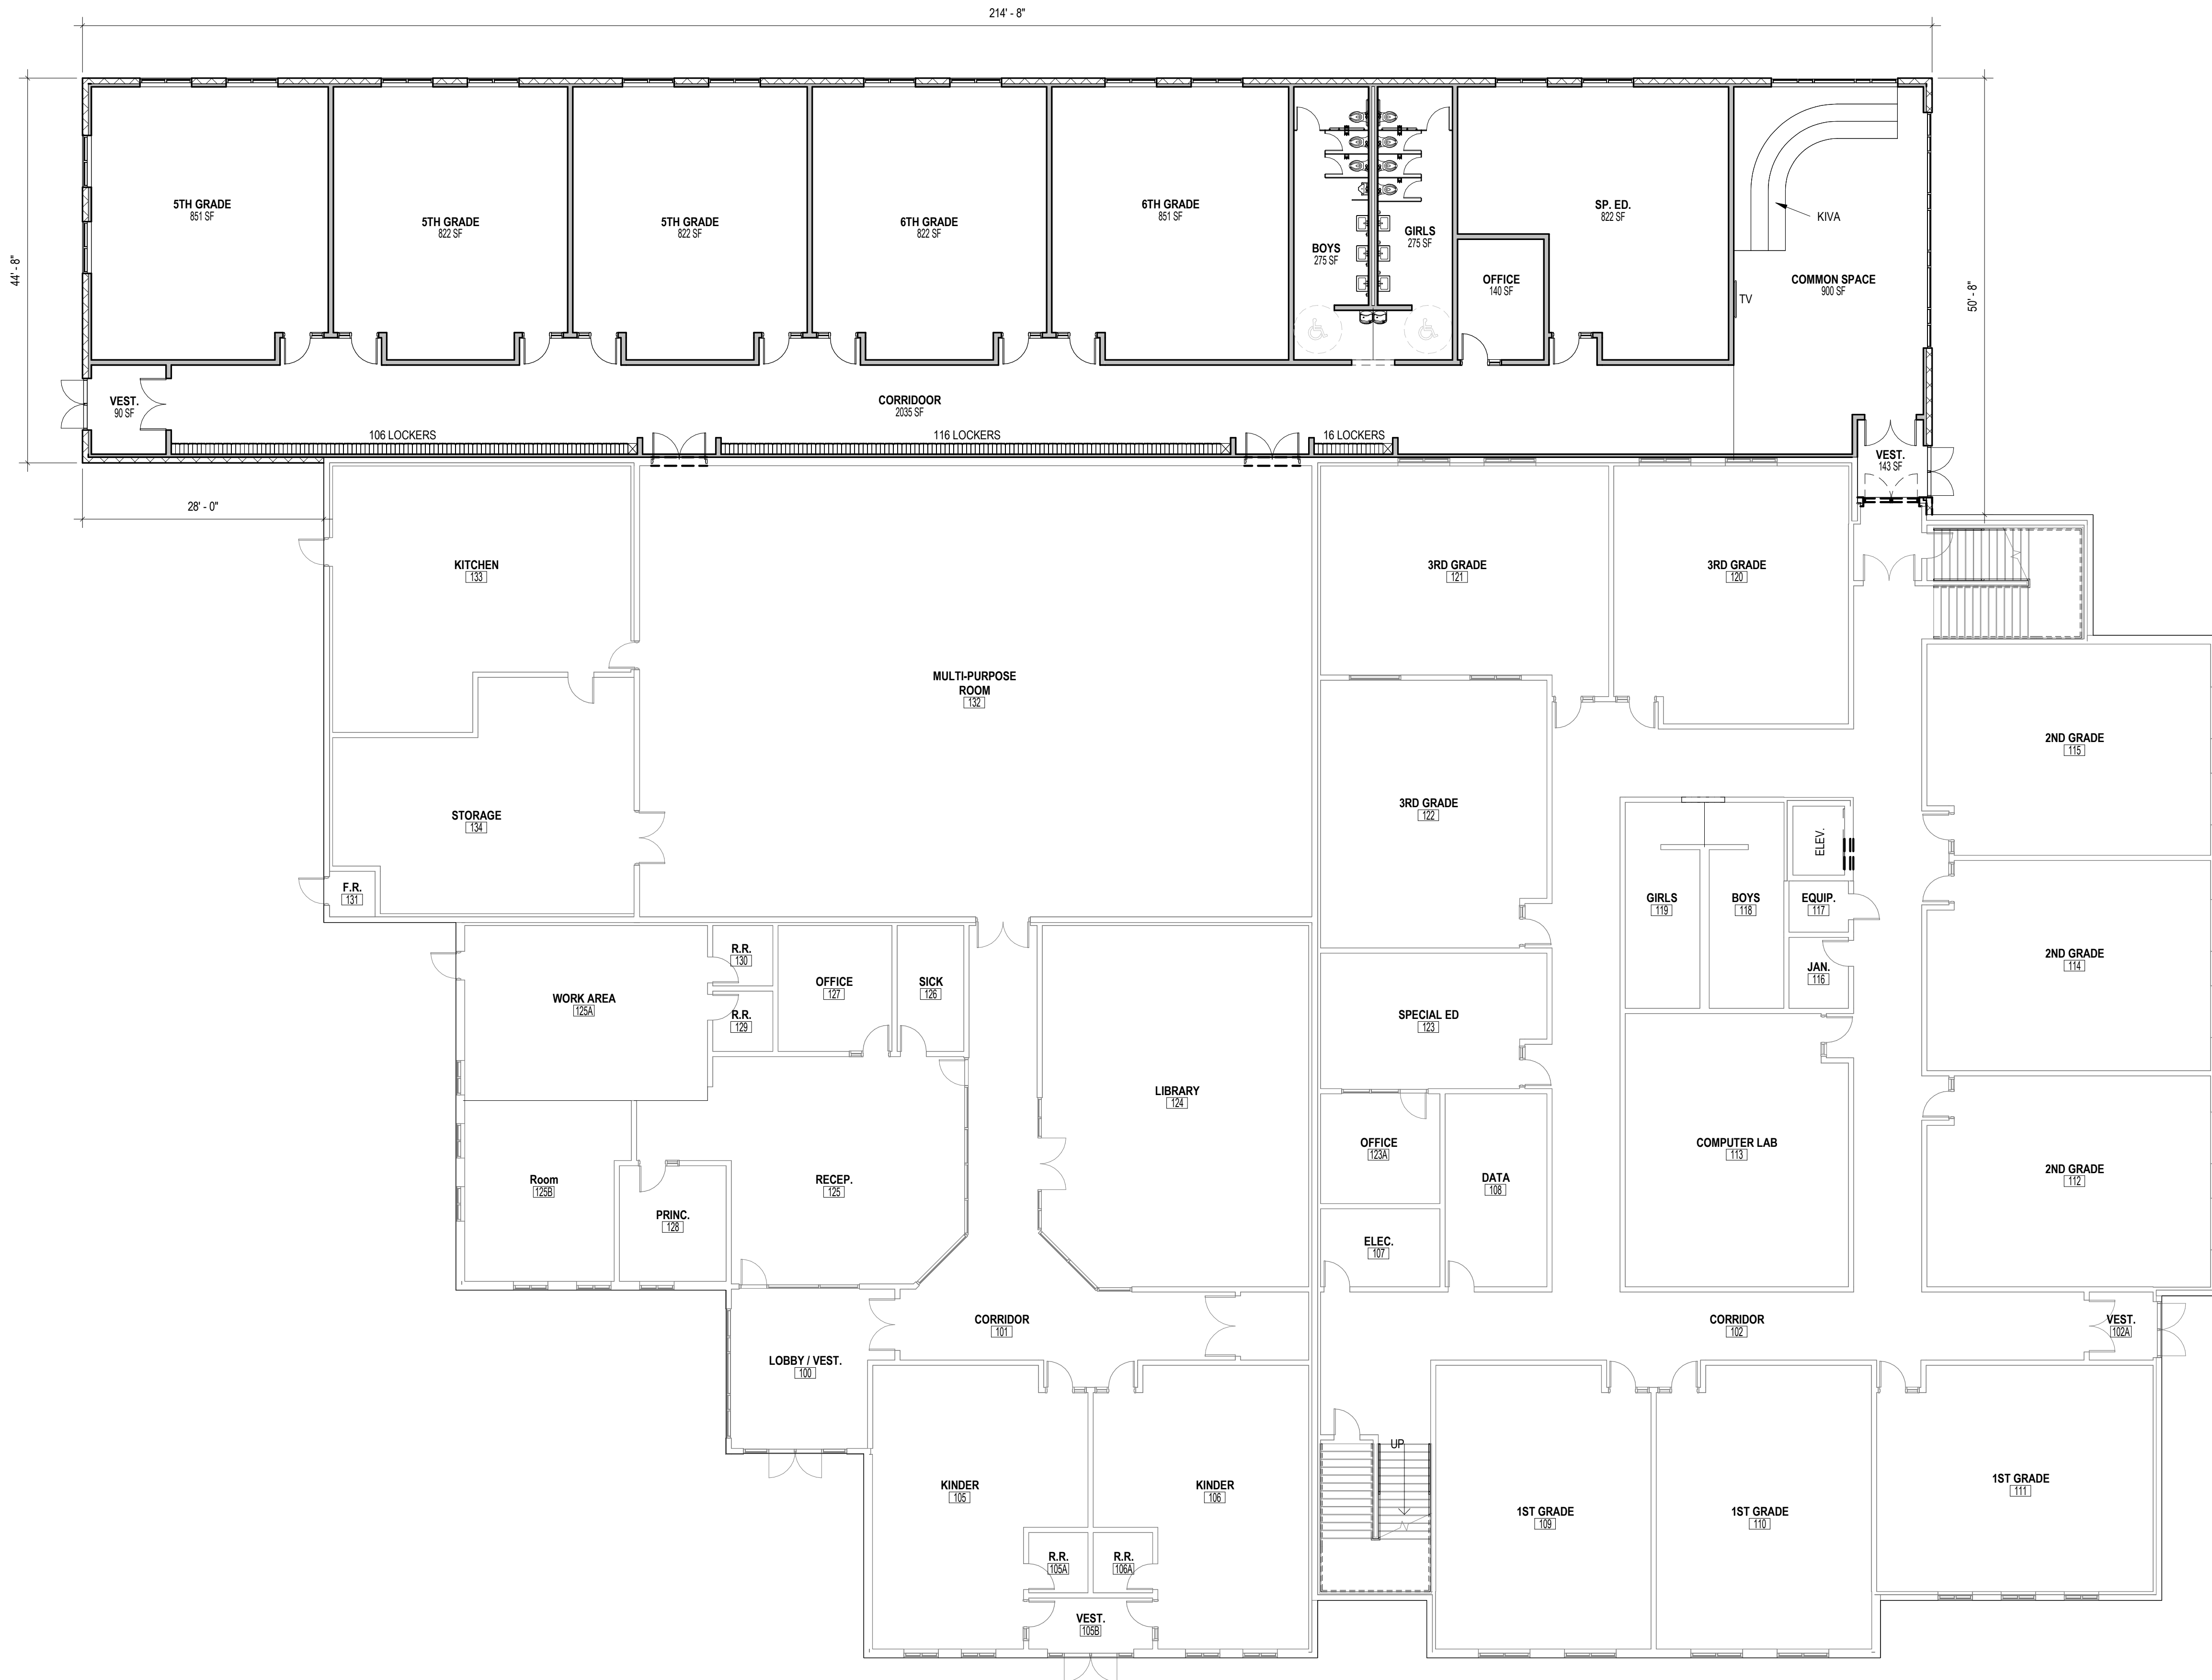 214' - 8"
44' - 8"
50' - 8"
28' - 0"
5TH GRADE
851 SF
5TH GRADE
822 SF
5TH GRADE
822 SF
6TH GRADE
822 SF
6TH GRADE
851 SF
BOYS
275 SF
GIRLS
275 SF
SP. ED.
822 SF
OFFICE
140 SF
KIVA
COMMON SPACE
900 SF
TV
VEST.
90 SF
CORRIDOOR
2035 SF
106 LOCKERS
116 LOCKERS
16 LOCKERS
VEST.
143 SF
KITCHEN
133
MULTI-PURPOSE
ROOM
132
3RD GRADE
121
3RD GRADE
120
2ND GRADE
115
STORAGE
134
3RD GRADE
122
ELEV.
F.R.
131
GIRLS
119
BOYS
118
EQUIP.
117
JAN.
116
2ND GRADE
114
WORK AREA
125A
R.R.
130
R.R.
129
OFFICE
127
SICK
126
SPECIAL ED
123
LIBRARY
124
OFFICE
123A
DATA
108
COMPUTER LAB
113
2ND GRADE
112
Room
125B
PRINC.
128
RECEP.
125
ELEC.
107
CORRIDOR
101
CORRIDOR
102
VEST.
102A
LOBBY / VEST.
100
UP
KINDER
105
KINDER
106
1ST GRADE
109
1ST GRADE
110
1ST GRADE
111
R.R.
105A
R.R.
106A
VEST.
105B